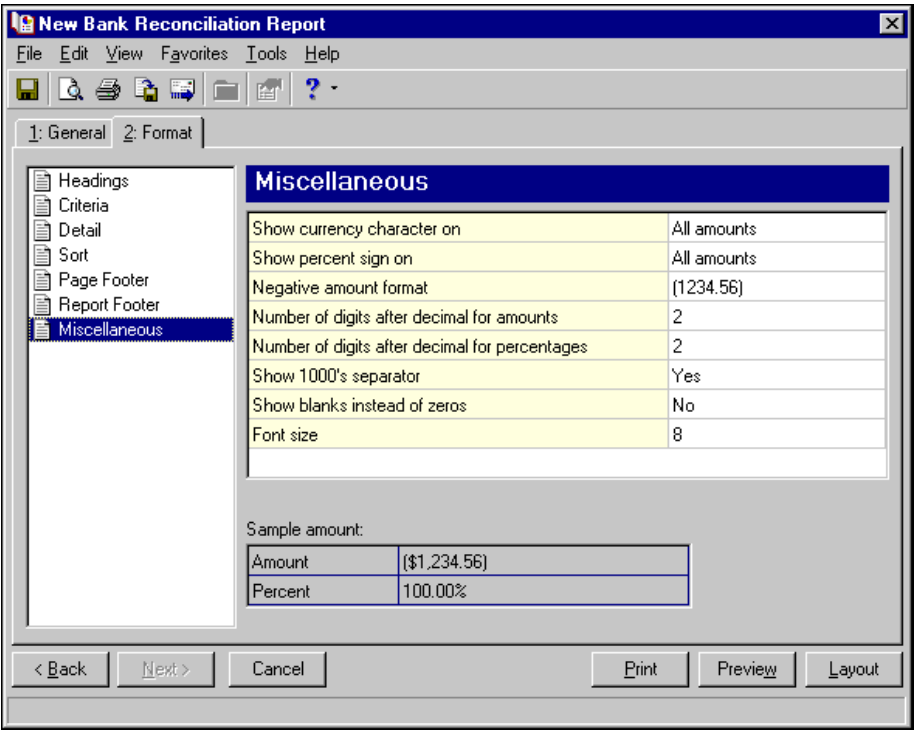 New Bank Reconciliation Report
File Edit View Favorites Tools Help
?
1: General 2: Format
Headings
Criteria
Detail
Sort
Page Footer
Report Footer
Miscellaneous
Miscellaneous
Show currency character on All amounts
Show percent sign on All amounts
Negative amount format (1234.56)
Number of digits after decimal for amounts 2
Number of digits after decimal for percentages 2
Show 1000's separator Yes
Show blanks instead of zeros No
Font size 8
Sample amount:
Amount ($1,234.56)
Percent 100.00%
< Back Next > Cancel Print Preview Layout